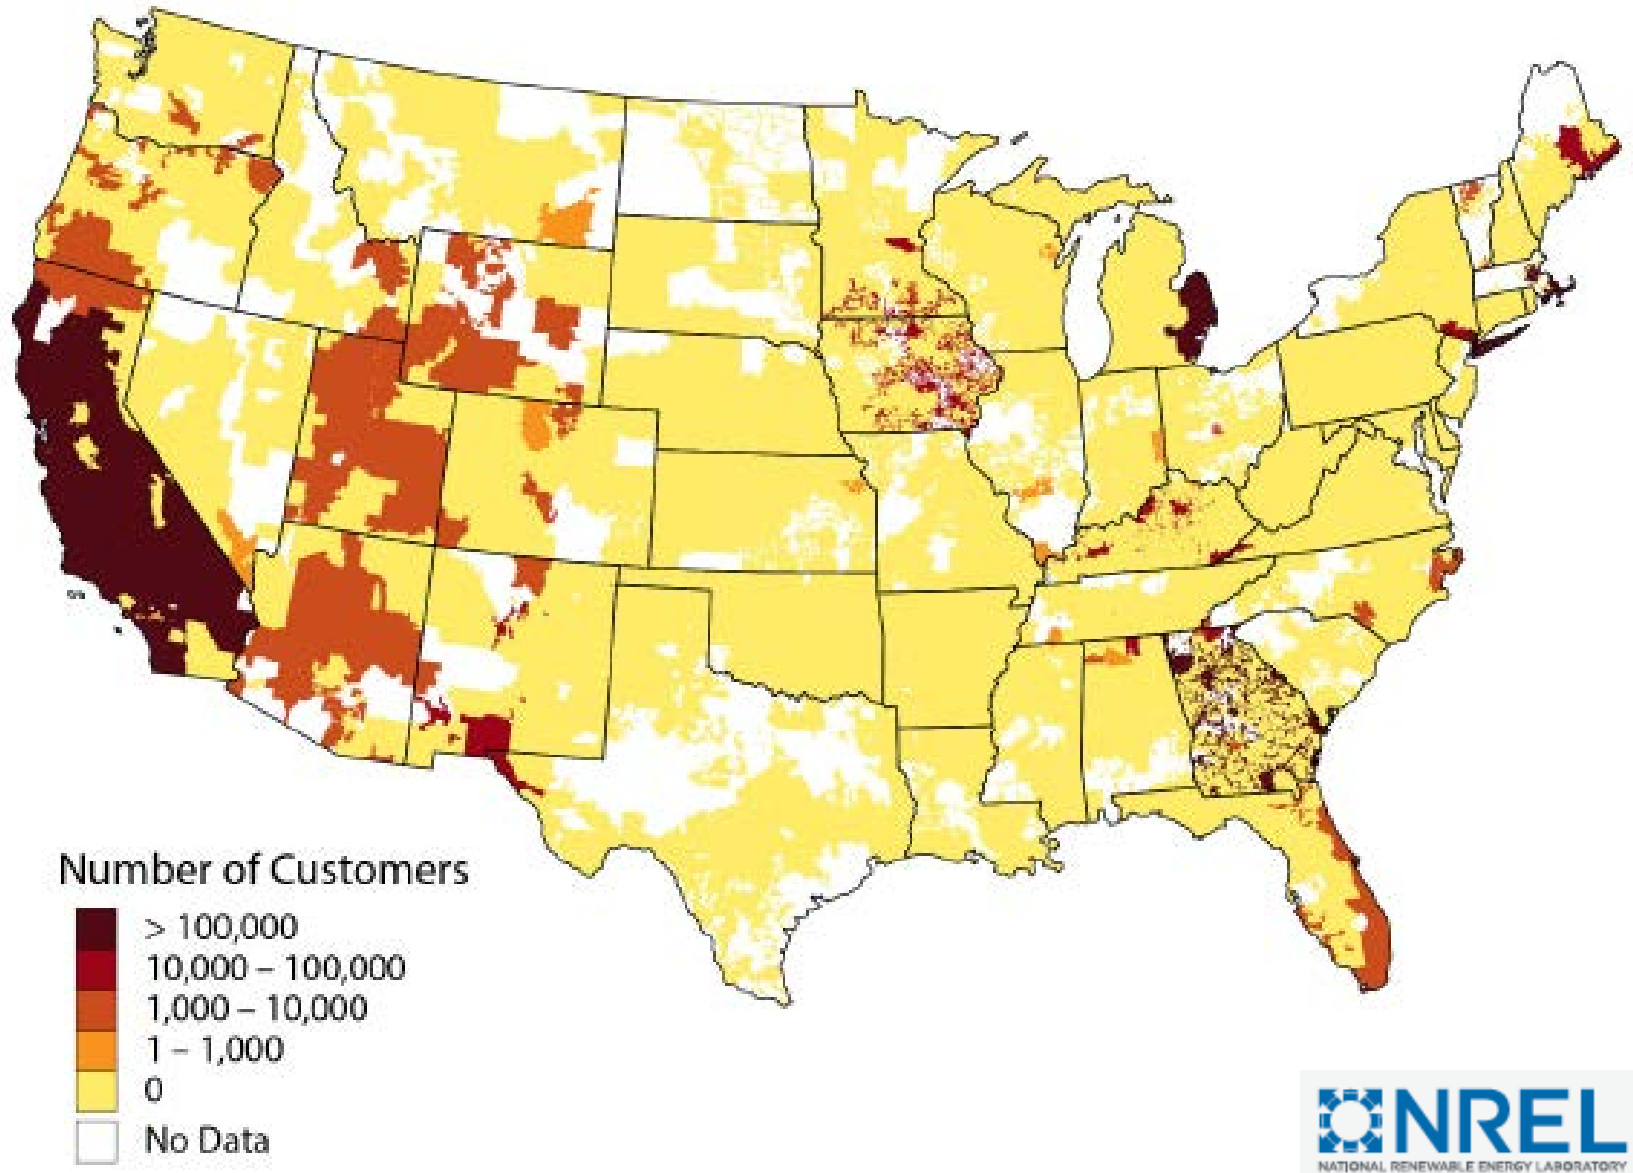 Number of Customers
> 100,000
10,000 – 100,000
1,000 – 10,000
1 – 1,000
0
No Data
NREL
NATIONAL RENEWABLE ENERGY LABORATORY